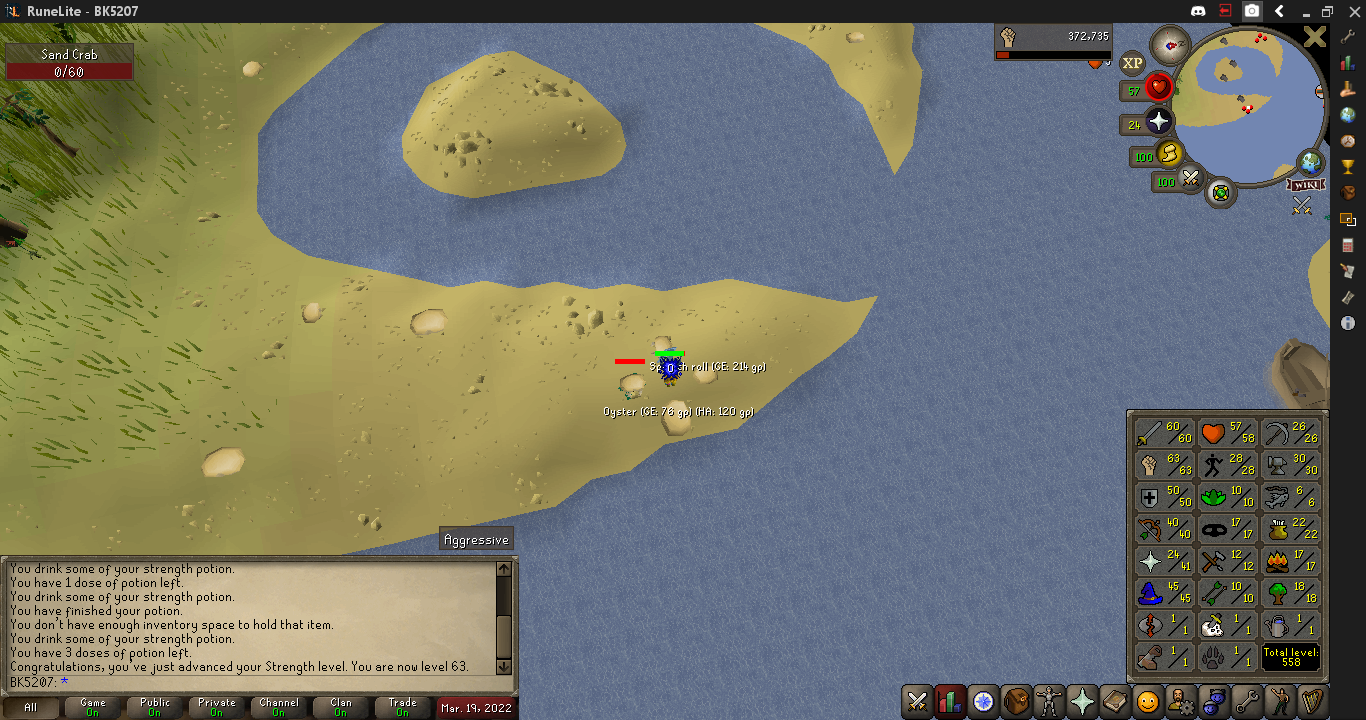 RuneLite - BK5207
Sand Crab
0/60
372,735
XP
57
24
100
100
WIKI
roll (GE: 214 gp)
0
Oyster (GE: 76 gp) (HA: 120 gp)
Aggressive
You drink some of your strength potion.
You have 1 dose of potion left.
You drink some of your strength potion.
You have finished your potion.
You don't have enough inventory space to hold that item.
You drink some of your strength potion.
You have 3 doses of potion left.
Congratulations, you've just advanced your Strength level. You are now level 63.
BK5207: *
All
Game On
Public On
Private On
Channel On
Clan On
Trade On
Mar. 19, 2022
60/60 57/58 26/26
63/63 28/28 30/30
50/50 10/10 6/6
40/40 17/17 22/22
24/41 12/12 17/17
45/45 10/10 18/18
1/1 1/1 1/1
1/1 1/1 Total level: 558